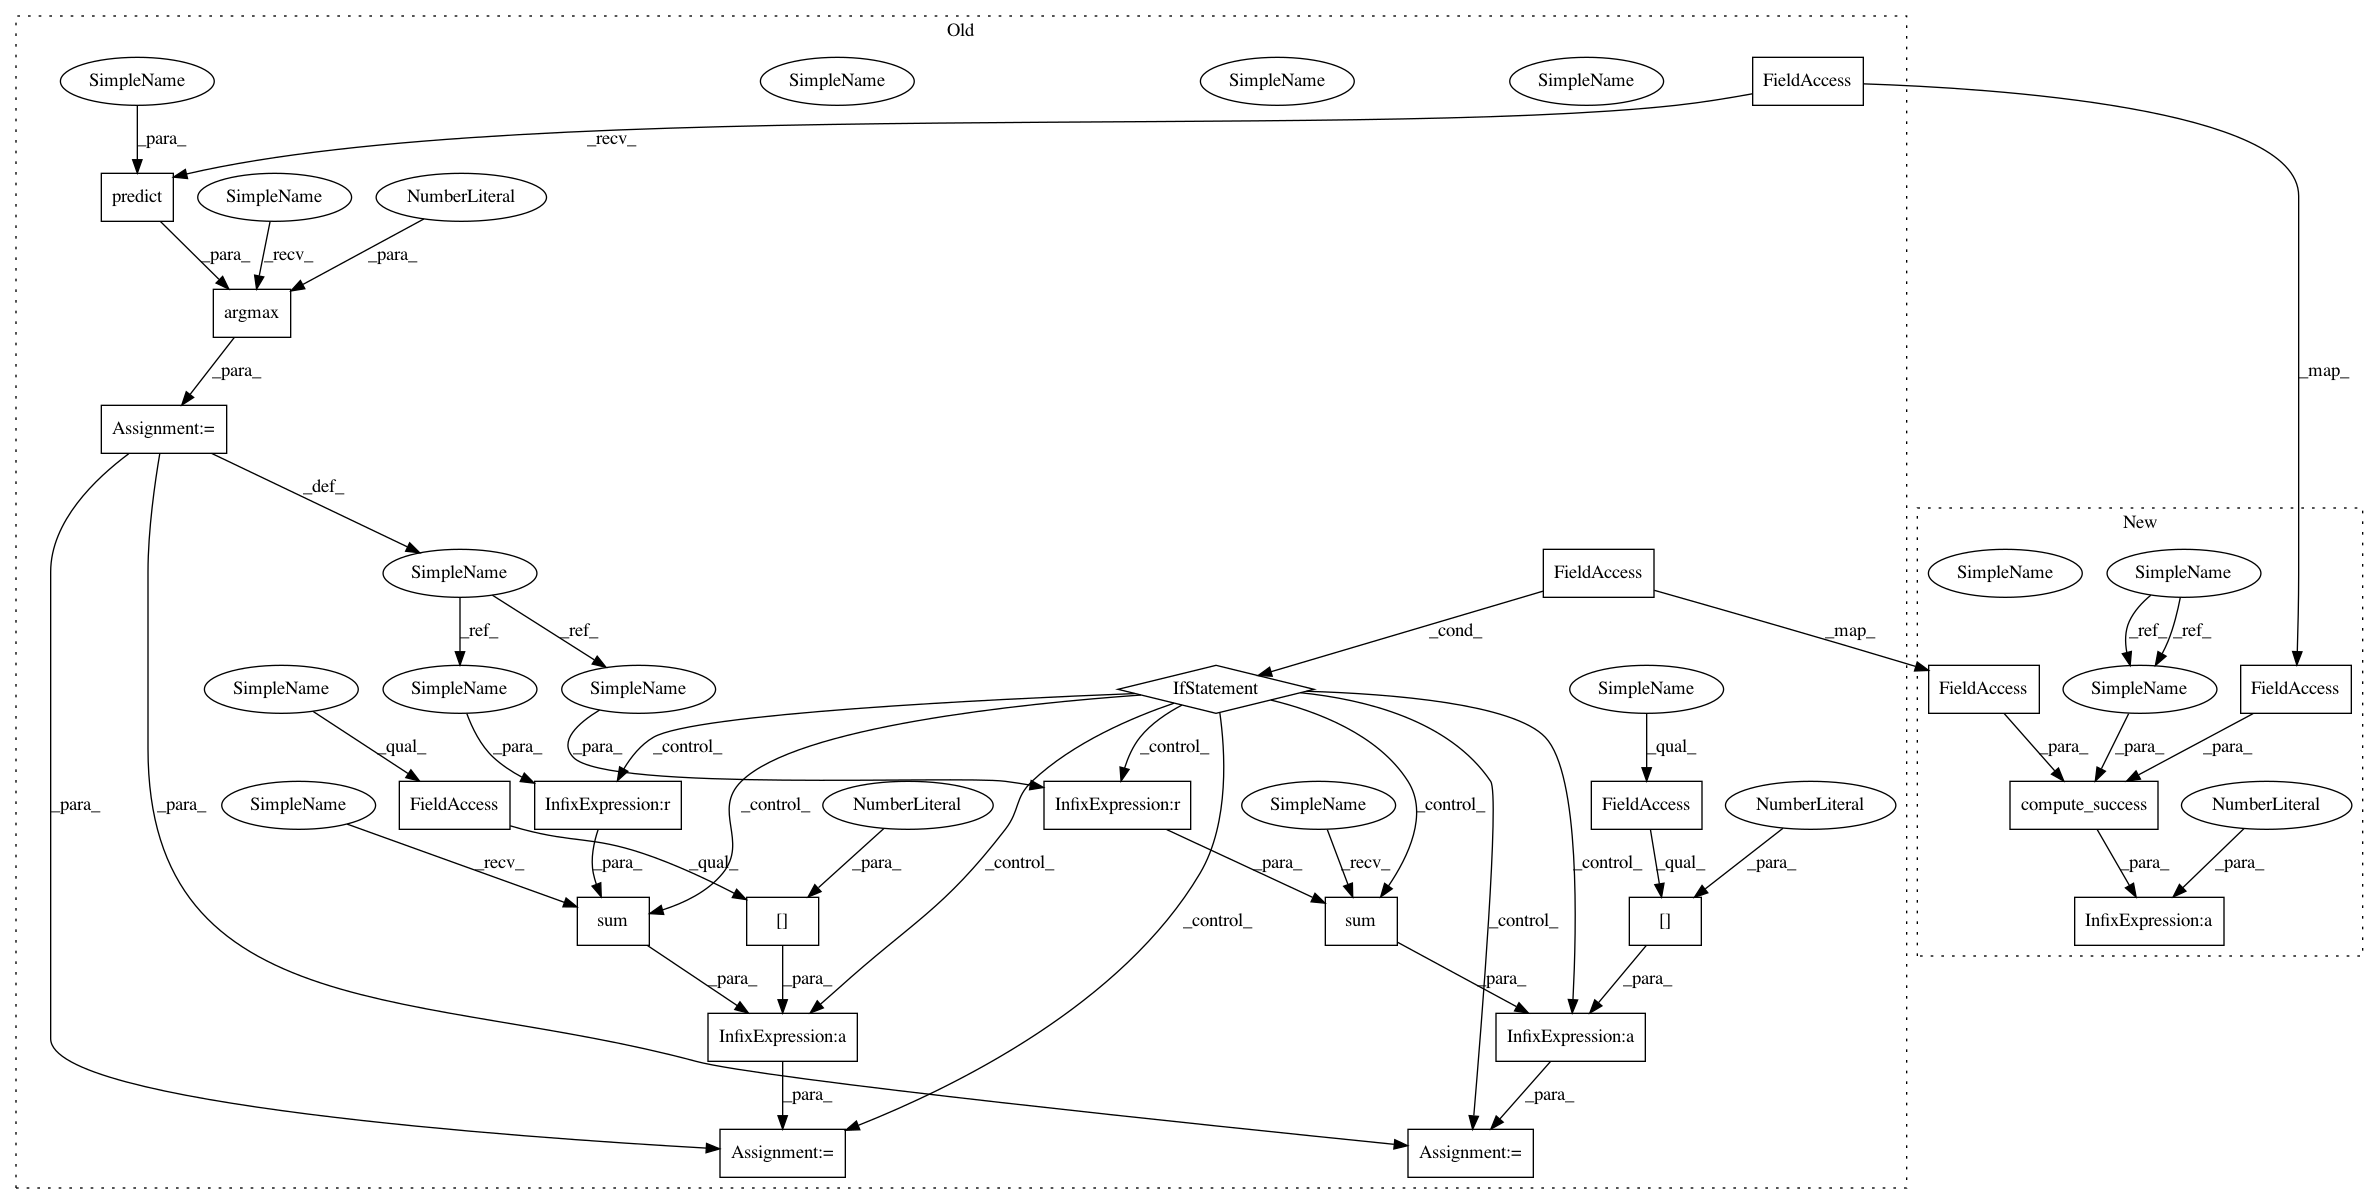 Old
SimpleName
SimpleName
SimpleName
SimpleName
FieldAccess
_para_
_recv_
predict
SimpleName
NumberLiteral
_para_
_recv_
_para_
argmax
_para_
_map_
Assignment:=
_def_
New
SimpleName
FieldAccess
SimpleName
SimpleName
_ref_
_ref_
_cond_
_map_
_ref_
_ref_
SimpleName
SimpleName
SimpleName
IfStatement
SimpleName
FieldAccess
SimpleName
FieldAccess
_qual_
_para_
_para_
_control_
_control_
_qual_
_para_
_para_
_para_
SimpleName
FieldAccess
InfixExpression:r
NumberLiteral
InfixExpression:r
SimpleName
FieldAccess
NumberLiteral
compute_success
NumberLiteral
_para_
_para_
_control_
_control_
_recv_
_para_
_qual_
_para_
_control_
_para_
_recv_
_control_
_qual_
_para_
_para_
_para_
sum
[]
sum
[]
InfixExpression:a
_control_
_control_
_para_
_para_
_para_
_para_
InfixExpression:a
InfixExpression:a
_para_
_para_
Assignment:=
Assignment:=